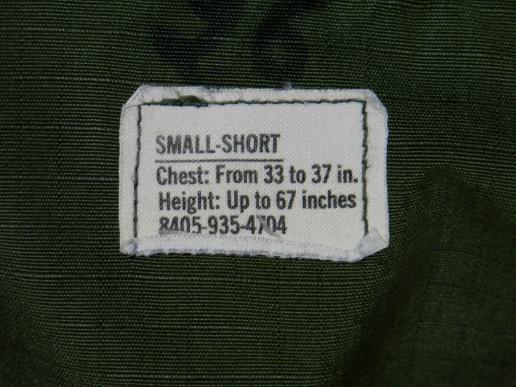 SMALL-SHORT
Chest: From 33 to 37 in.
Height: Up to 67 inches
8405-935-4704